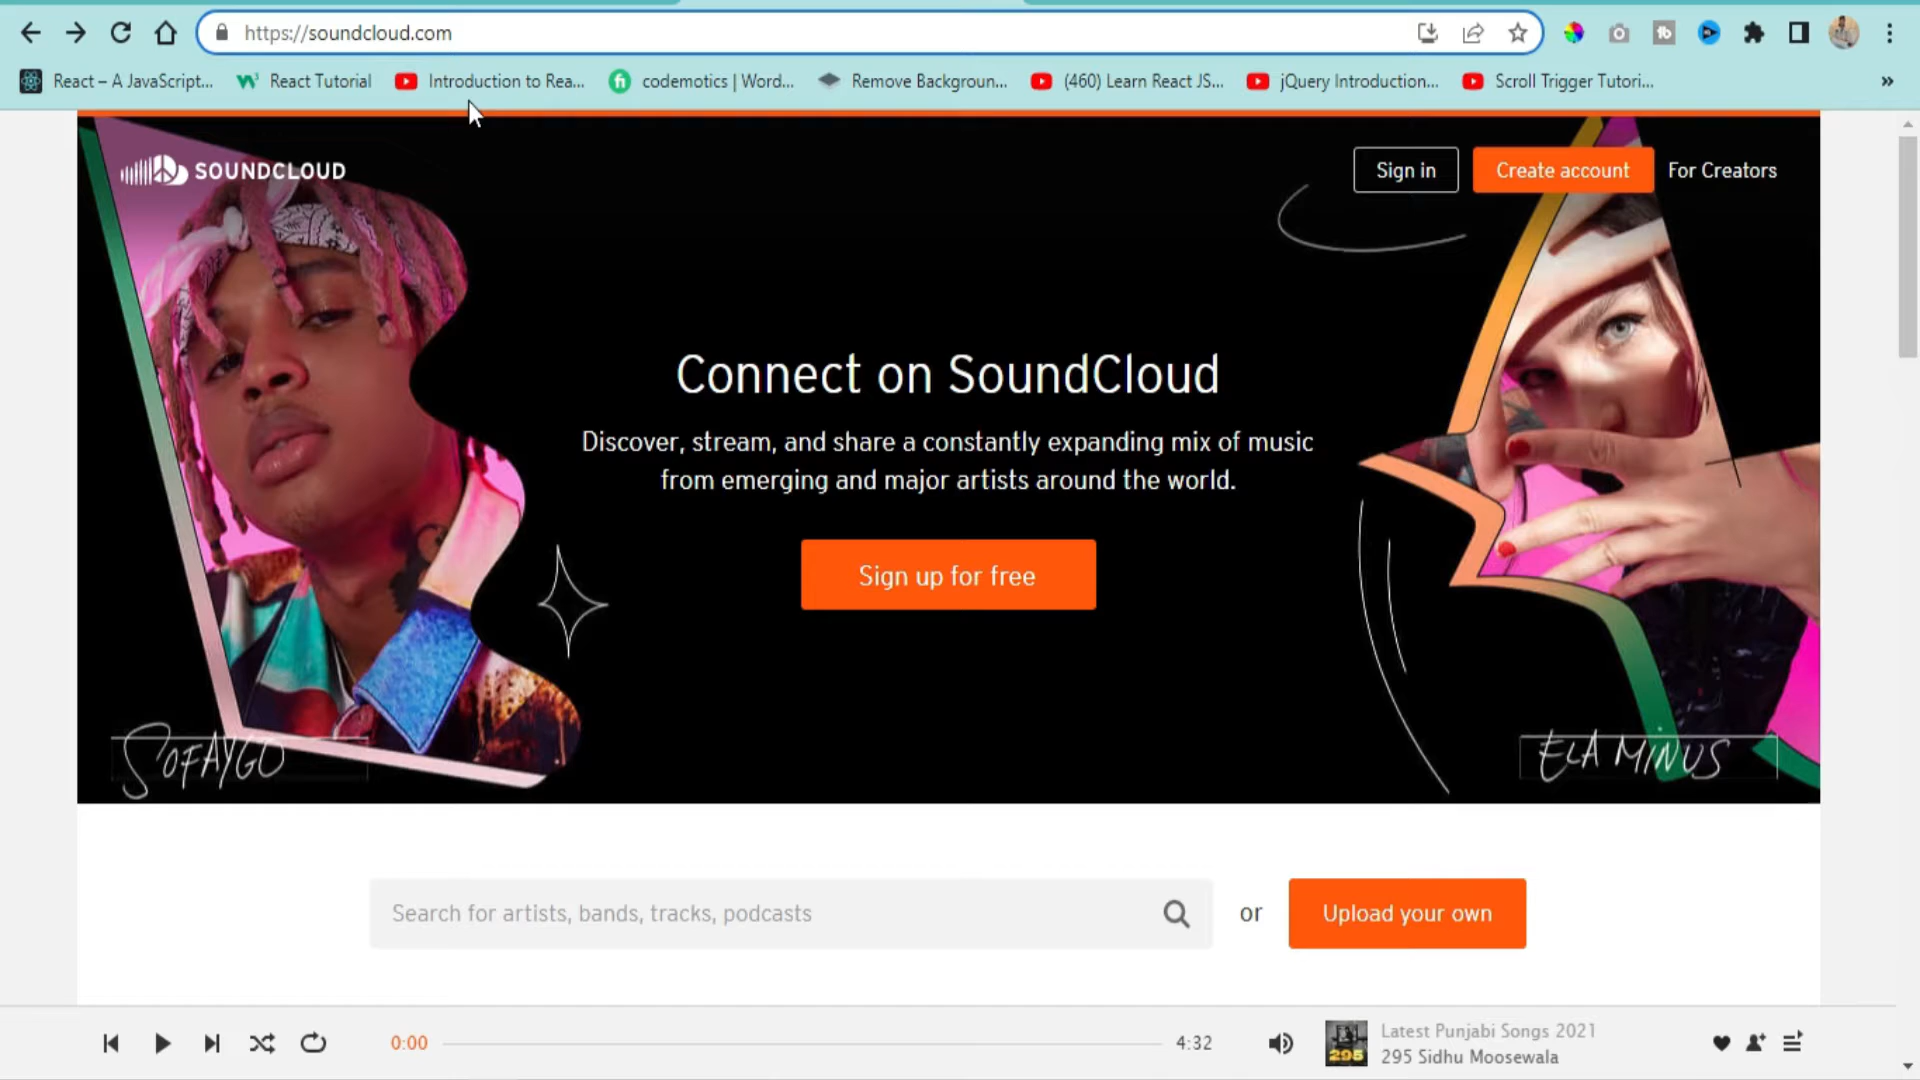 https://soundcloud.com
React – A JavaScript...
React Tutorial
Introduction to Rea...
codemotics | Word...
Remove Backgroun...
(460) Learn React JS...
jQuery Introduction...
Scroll Trigger Tutori...
»
SOUNDCLOUD
Sign in
Create account
For Creators
Connect on SoundCloud
Discover, stream, and share a constantly expanding mix of music
from emerging and major artists around the world.
Sign up for free
SOFAYGO
ELA MINUS
Search for artists, bands, tracks, podcasts
or
Upload your own
0:00
4:32
295
Latest Punjabi Songs 2021
295 Sidhu Moosewala